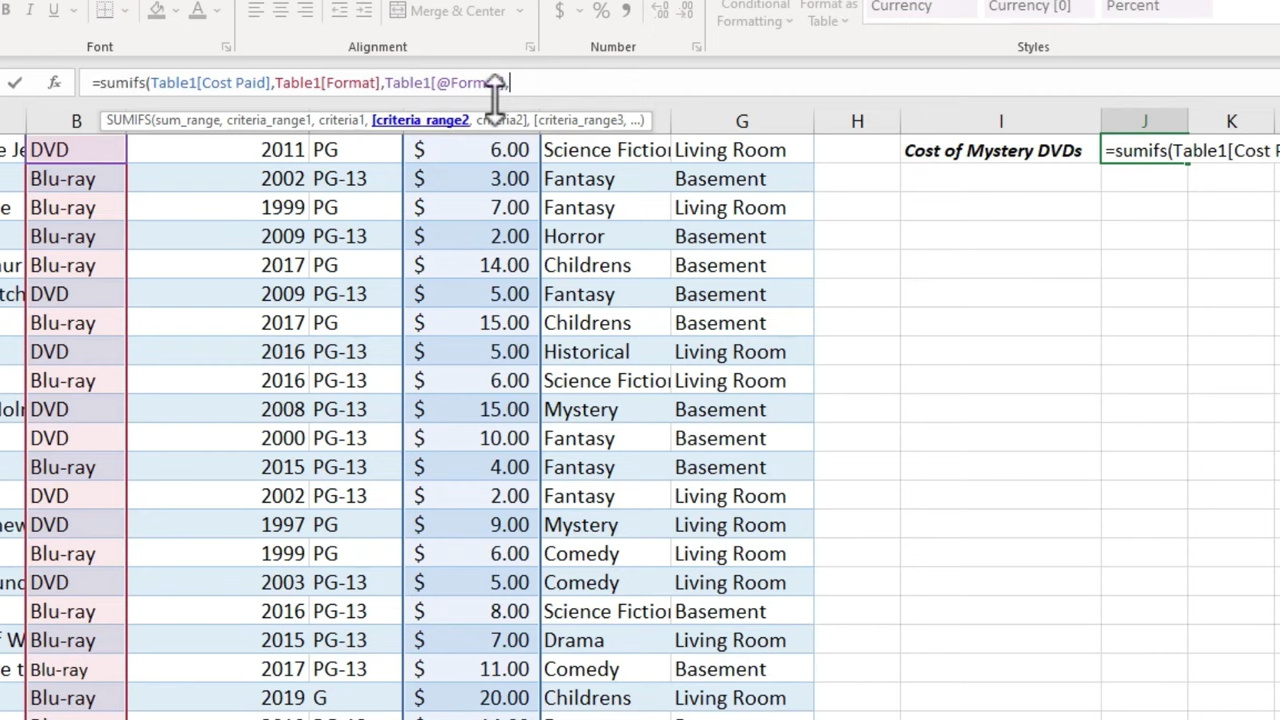 B I U Merge & Center $ % 9 Conditional Formatting Format as Table Currency Currency [0] Percent
Font Alignment Number Styles
fx =sumifs(Table1[Cost Paid],Table1[Format],Table1[@Form
SUMIFS(sum_range, criteria_range1, criteria1, [criteria_range2, criteria2], [criteria_range3, ...)
B G H I J K
DVD 2011 PG $ 6.00 Science Fiction Living Room Cost of Mystery DVDs =sumifs(Table1[Cost P
Blu-ray 2002 PG-13 $ 3.00 Fantasy Basement
Blu-ray 1999 PG $ 7.00 Fantasy Living Room
Blu-ray 2009 PG-13 $ 2.00 Horror Basement
Blu-ray 2017 PG $ 14.00 Childrens Basement
DVD 2009 PG-13 $ 5.00 Fantasy Basement
Blu-ray 2017 PG $ 15.00 Childrens Basement
DVD 2016 PG-13 $ 5.00 Historical Living Room
Blu-ray 2016 PG-13 $ 6.00 Science Fiction Living Room
DVD 2008 PG-13 $ 15.00 Mystery Basement
DVD 2000 PG-13 $ 10.00 Fantasy Basement
Blu-ray 2015 PG-13 $ 4.00 Fantasy Basement
DVD 2002 PG-13 $ 2.00 Fantasy Living Room
DVD 1997 PG $ 9.00 Mystery Living Room
Blu-ray 1999 PG $ 6.00 Comedy Living Room
DVD 2003 PG-13 $ 5.00 Comedy Living Room
Blu-ray 2016 PG-13 $ 8.00 Science Fiction Basement
Blu-ray 2015 PG-13 $ 7.00 Drama Living Room
Blu-ray 2017 PG-13 $ 11.00 Comedy Basement
Blu-ray 2019 G $ 20.00 Childrens Living Room